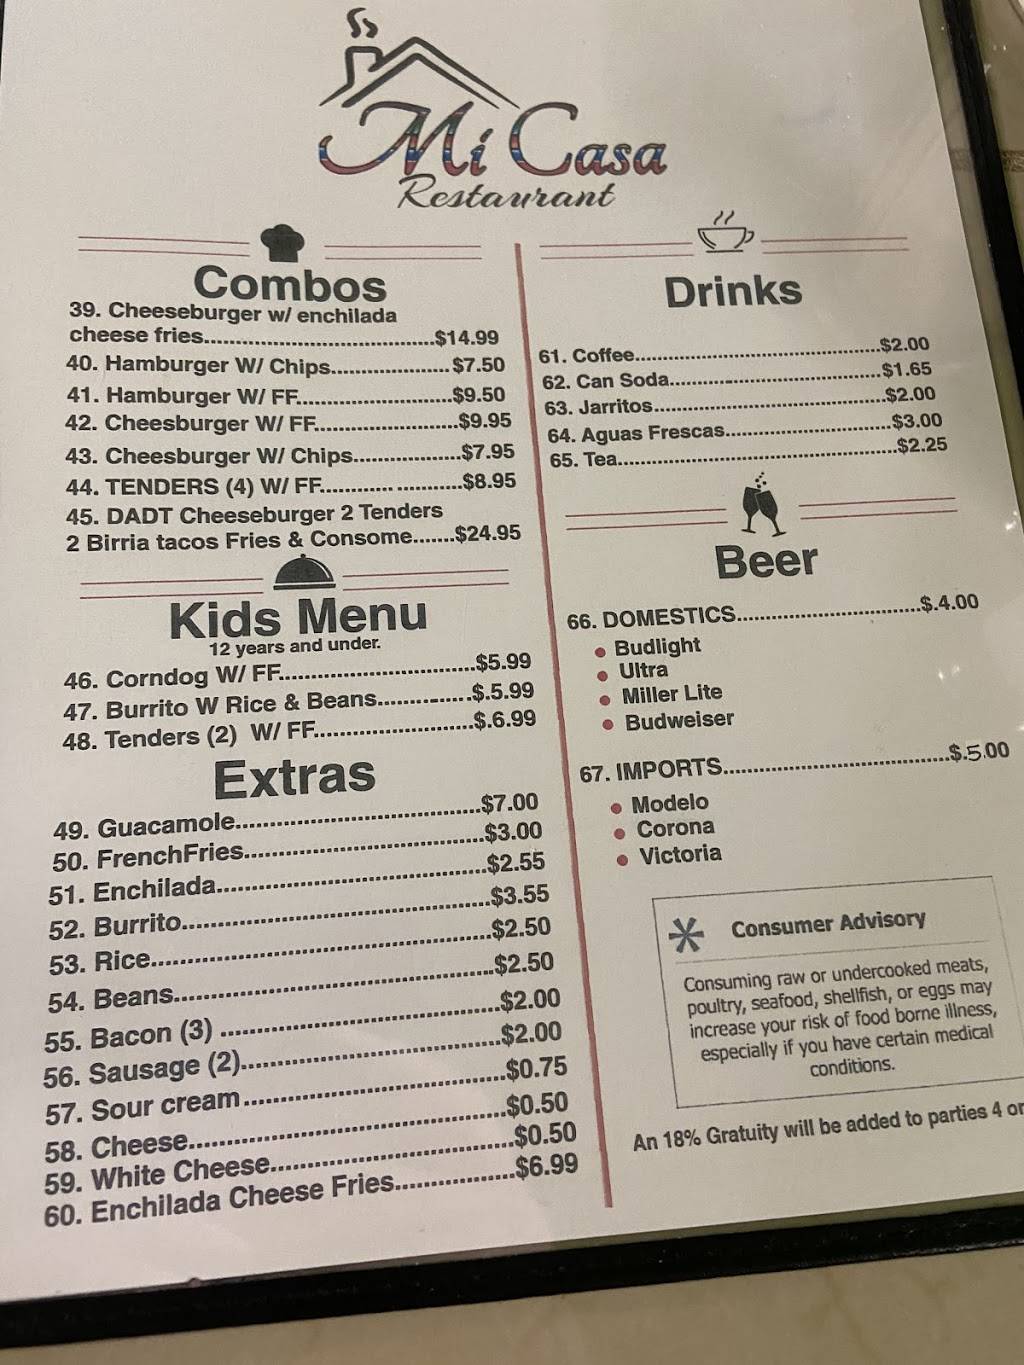 Mi Casa
Restaurant
Combos
39. Cheeseburger w/ enchilada
cheese fries......................................$14.99
40. Hamburger W/ Chips....................$7.50
41. Hamburger W/ FF..........................$9.50
42. Cheesburger W/ FF........................$9.95
43. Cheesburger W/ Chips..................$7.95
44. TENDERS (4) W/ FF............ ...........$8.95
45. DADT Cheeseburger 2 Tenders
2 Birria tacos Fries & Consome.......$24.95
Kids Menu
12 years and under.
46. Corndog W/ FF................................$5.99
47. Burrito W Rice & Beans...............$.5.99
48. Tenders (2) W/ FF..........................$.6.99
Extras
49. Guacamole.......................................$7.00
50. FrenchFries......................................$3.00
51. Enchilada..........................................$2.55
52. Burrito................................................$3.55
53. Rice.....................................................$2.50
54. Beans..................................................$2.50
55. Bacon (3) ...........................................$2.00
56. Sausage (2)........................................$2.00
57. Sour cream.........................................$0.75
58. Cheese.................................................$0.50
59. White Cheese.....................................$0.50
60. Enchilada Cheese Fries..................$6.99
Drinks
61. Coffee..........................................$2.00
62. Can Soda....................................$1.65
63. Jarritos........................................$2.00
64. Aguas Frescas............................$3.00
65. Tea................................................$2.25
Beer
66. DOMESTICS...............................$.4.00
• Budlight
• Ultra
• Miller Lite
• Budweiser
67. IMPORTS.......................................$.5.00
• Modelo
• Corona
• Victoria
Consumer Advisory
Consuming raw or undercooked meats,
poultry, seafood, shellfish, or eggs may
increase your risk of food borne illness,
especially if you have certain medical
conditions.
An 18% Gratuity will be added to parties 4 or